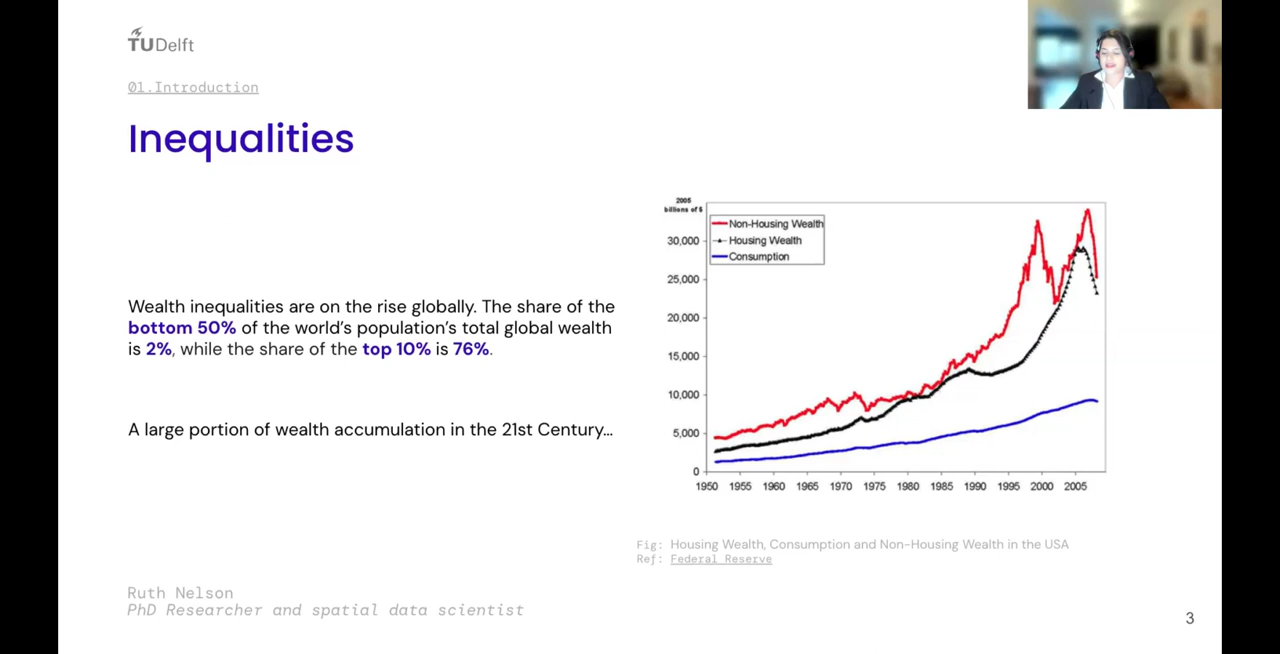 TUDelft
01.Introduction
Inequalities
Wealth inequalities are on the rise globally. The share of the
bottom 50% of the world's population's total global wealth
is 2%, while the share of the top 10% is 76%.
A large portion of wealth accumulation in the 21st Century...
2005
billions of $
Non-Housing Wealth
Housing Wealth
Consumption
30,000
25,000
20,000
15,000
10,000
5,000
0
1950 1955 1960 1965 1970 1975 1980 1985 1990 1995 2000 2005
Fig: Housing Wealth, Consumption and Non-Housing Wealth in the USA
Ref: Federal Reserve
Ruth Nelson
PhD Researcher and spatial data scientist
3